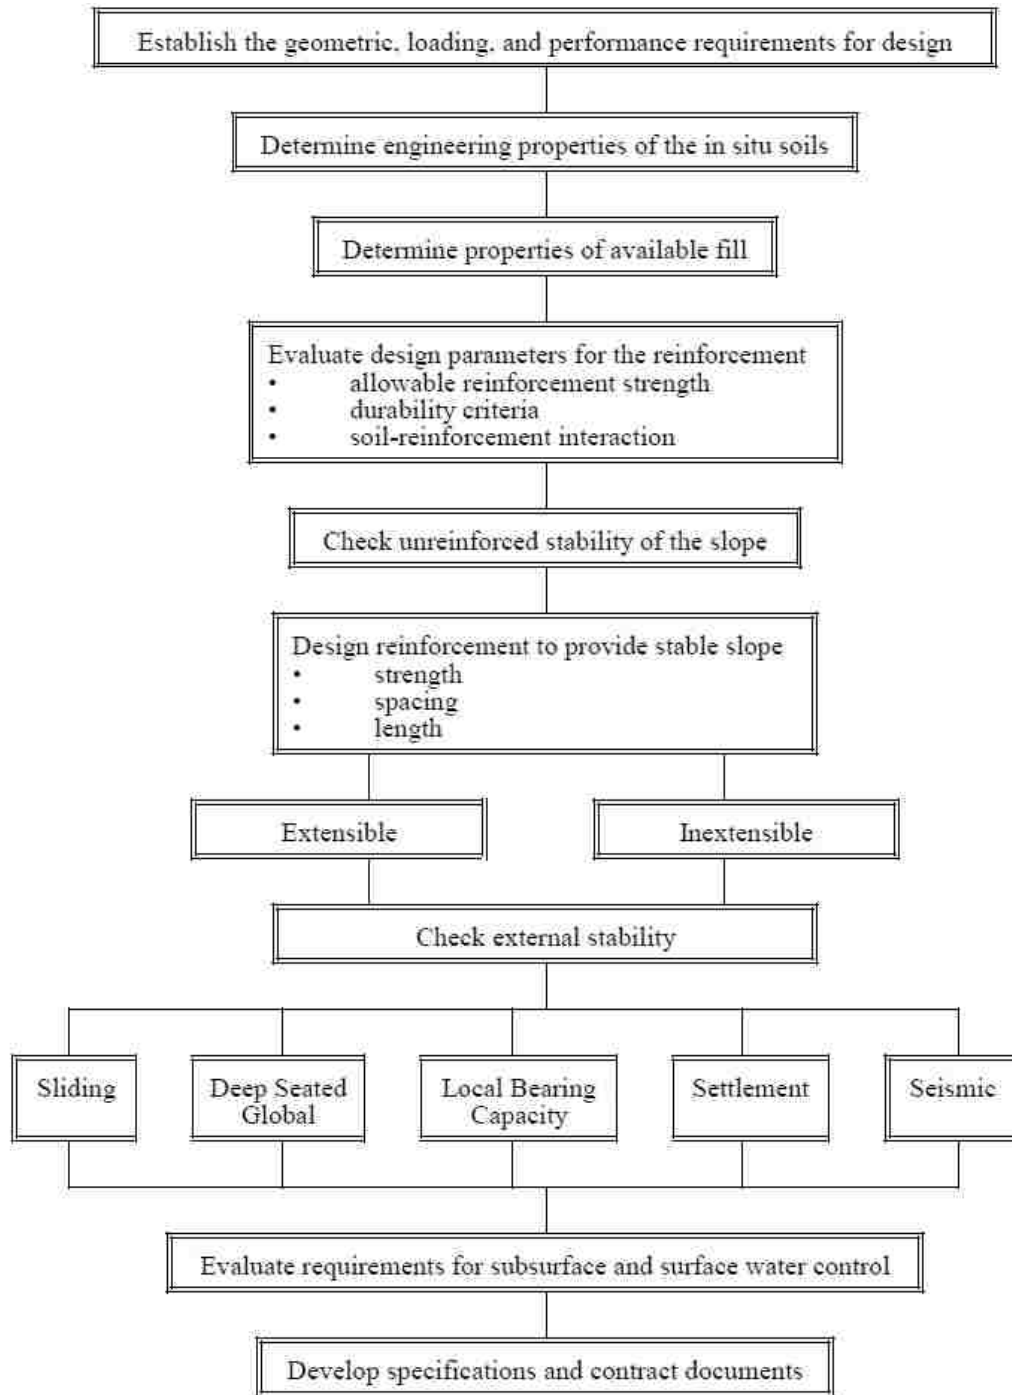 Establish the geometric, loading, and performance requirements for design
Determine engineering properties of the in situ soils
Determine properties of available fill
Evaluate design parameters for the reinforcement
• allowable reinforcement strength
• durability criteria
• soil-reinforcement interaction
Check unreinforced stability of the slope
Design reinforcement to provide stable slope
• strength
• spacing
• length
Extensible
Inextensible
Check external stability
Sliding
Deep Seated
Global
Local Bearing
Capacity
Settlement
Seismic
Evaluate requirements for subsurface and surface water control
Develop specifications and contract documents